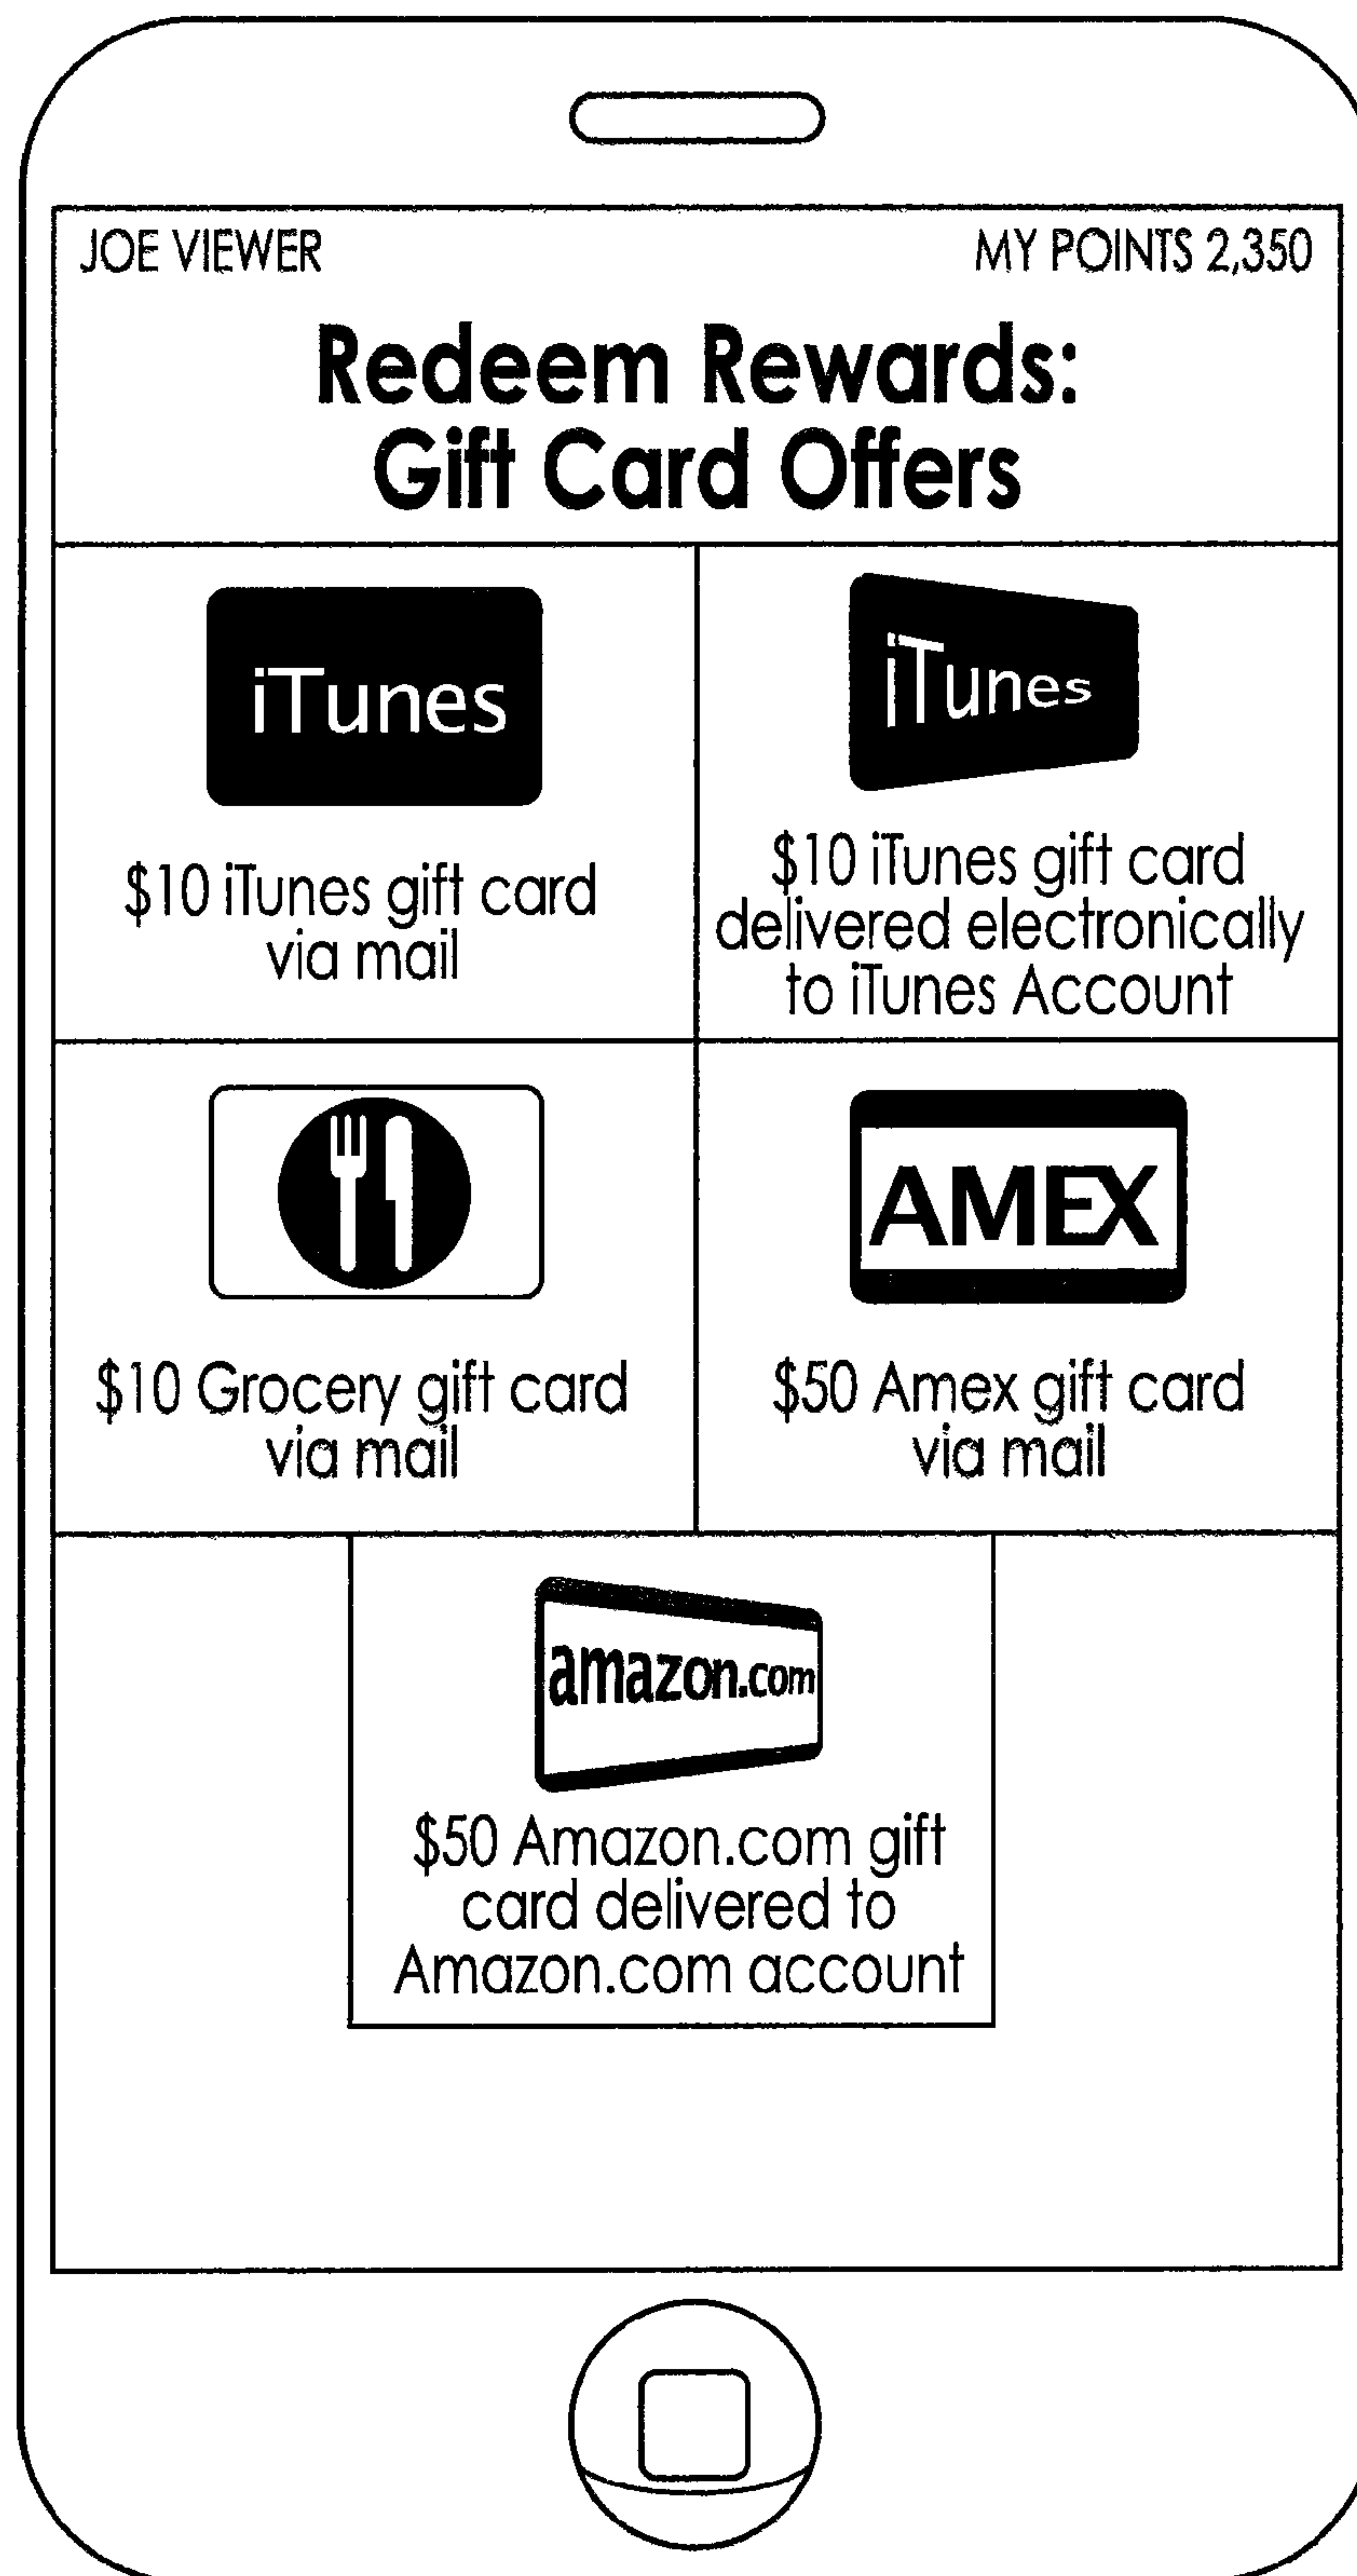 JOE VIEWER
MY POINTS 2,350
Redeem Rewards:
Gift Card Offers
iTunes
$10 iTunes gift card
via mail
iTunes
$10 iTunes gift card
delivered electronically
to iTunes Account
$10 Grocery gift card
via mail
AMEX
$50 Amex gift card
via mail
amazon.com
$50 Amazon.com gift
card delivered to
Amazon.com account